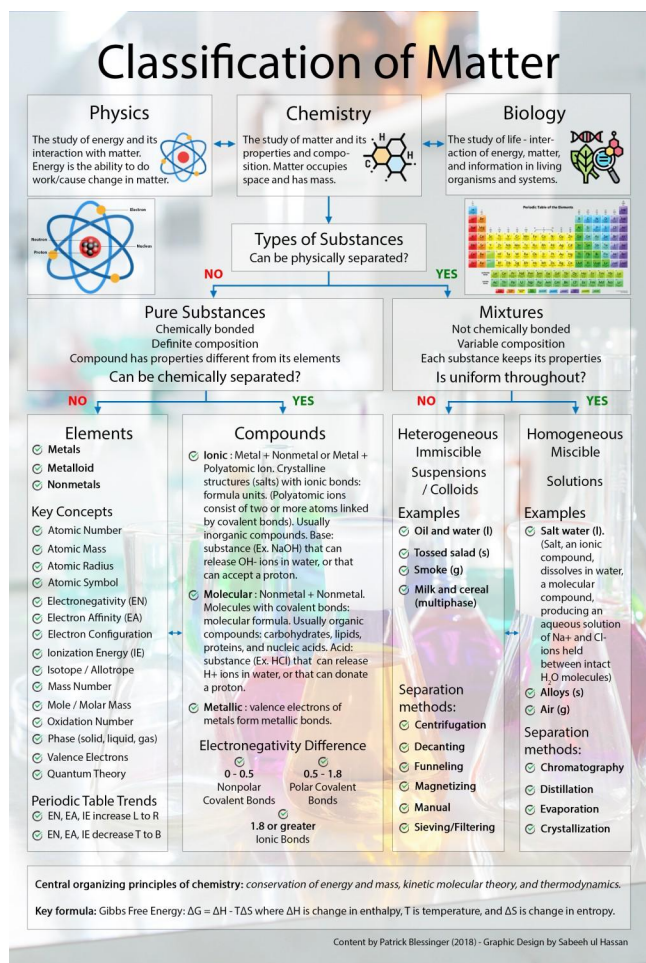 Classification of Matter
Physics
The study of energy and its
interaction with matter.
Energy is the ability to do
work/cause change in matter.
Chemistry
The study of matter and its
properties and compo-
sition. Matter occupies
space and has mass.
H
C
H
Biology
The study of life - inter-
action of energy, matter,
and information in living
organisms and systems.
Electron
Neutron
Proton
Nucleus
Periodic Table of the Elements
Types of Substances
Can be physically separated?
NO
YES
Pure Substances
Chemically bonded
Definite composition
Compound has properties different from its elements
Can be chemically separated?
Mixtures
Not chemically bonded
Variable composition
Each substance keeps its properties
Is uniform throughout?
NO
YES
NO
YES
Elements
Metals
Metalloid
Nonmetals
Key Concepts
Atomic Number
Atomic Mass
Atomic Radius
Atomic Symbol
Electronegativity (EN)
Electron Affinity (EA)
Electron Configuration
Ionization Energy (IE)
Isotope / Allotrope
Mass Number
Mole / Molar Mass
Oxidation Number
Phase (solid, liquid, gas)
Valence Electrons
Quantum Theory
Periodic Table Trends
EN, EA, IE increase L to R
EN, EA, IE decrease T to B
Compounds
Ionic : Metal + Nonmetal or Metal +
Polyatomic Ion. Crystalline
structures (salts) with ionic bonds:
formula units. (Polyatomic ions
consist of two or more atoms linked
by covalent bonds). Usually
inorganic compounds. Base:
substance (Ex. NaOH) that can
release OH- ions in water, or that
can accept a proton.
Molecular : Nonmetal + Nonmetal.
Molecules with covalent bonds:
molecular formula. Usually organic
compounds: carbohydrates, lipids,
proteins, and nucleic acids. Acid:
substance (Ex. HCl) that can release
H+ ions in water, or that can donate
a proton.
Metallic : valence electrons of
metals form metallic bonds.
Electronegativity Difference
0 - 0.5
Nonpolar
Covalent Bonds
0.5 - 1.8
Polar Covalent
Bonds
1.8 or greater
Ionic Bonds
Heterogeneous
Immiscible
Suspensions
/ Colloids
Examples
Oil and water (l)
Tossed salad (s)
Smoke (g)
Milk and cereal
(multiphase)
Separation
methods:
Centrifugation
Decanting
Funneling
Magnetizing
Manual
Sieving/Filtering
Homogeneous
Miscible
Solutions
Examples
Salt water (l).
(Salt, an ionic
compound,
dissolves in water,
a molecular
compound,
producing an
aqueous solution
of Na+ and Cl-
ions held
between intact
H₂O molecules)
Alloys (s)
Air (g)
Separation
methods:
Chromatography
Distillation
Evaporation
Crystallization
Central organizing principles of chemistry: conservation of energy and mass, kinetic molecular theory, and thermodynamics.
Key formula: Gibbs Free Energy: ΔG = ΔH - TΔS where ΔH is change in enthalpy, T is temperature, and ΔS is change in entropy.
Content by Patrick Blessinger (2018) - Graphic Design by Sabeeh ul Hassan